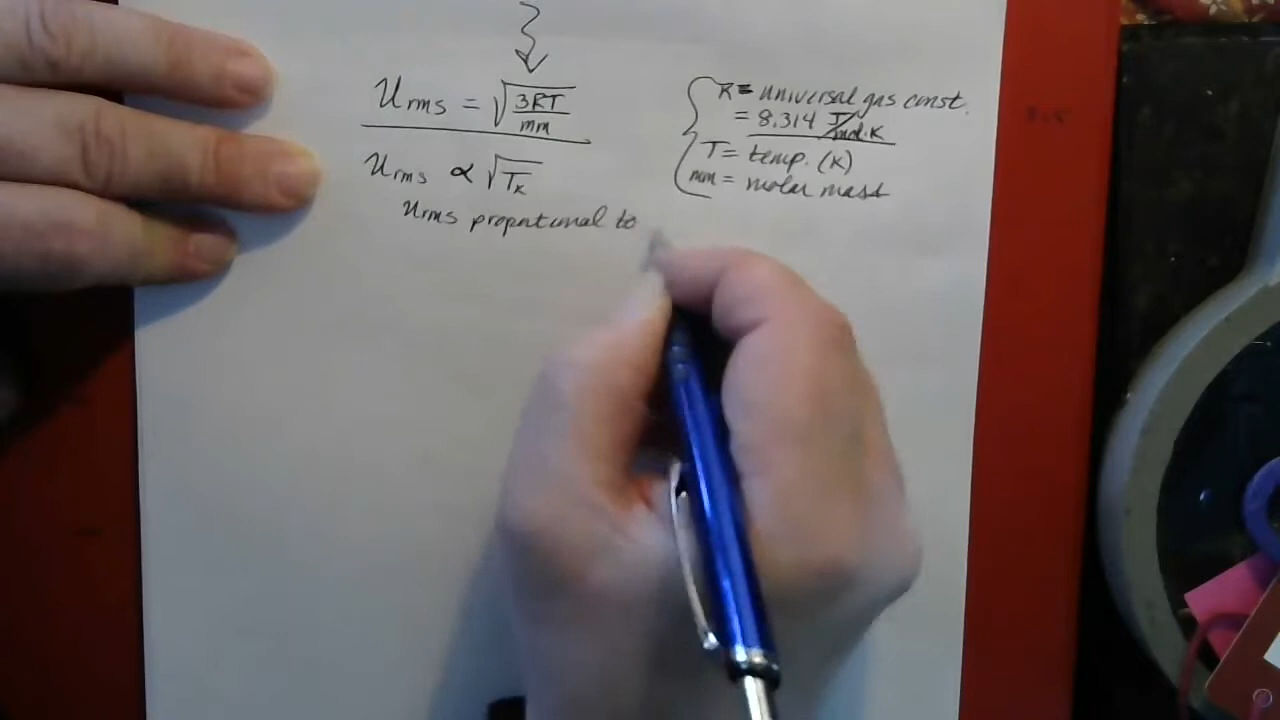 Urms = √3RT/mm
Urms ∝ √TK
Urms proportional to
R = universal gas const.
= 8.314 J/mol·K
T = temp. (K)
mm = molar mass